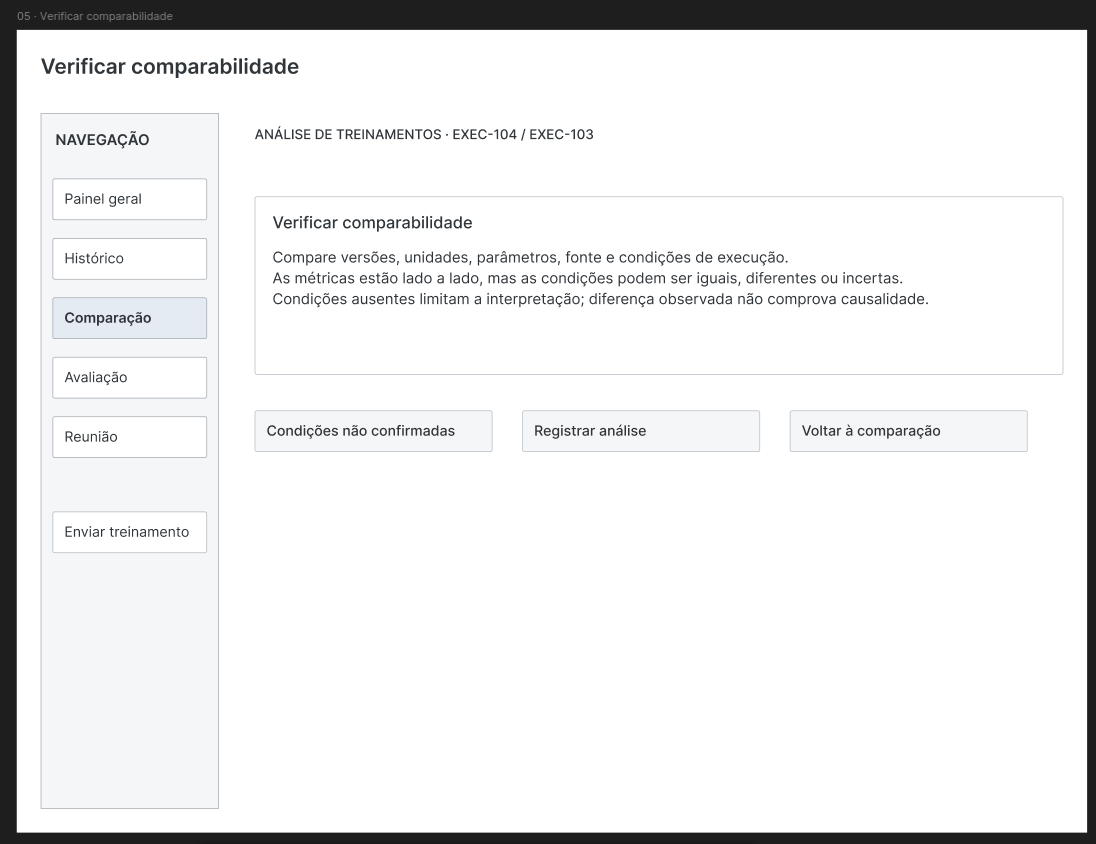 05 · Verificar comparabilidade
Verificar comparabilidade
NAVEGAÇÃO
Painel geral
Histórico
Comparação
Avaliação
Reunião
Enviar treinamento
ANÁLISE DE TREINAMENTOS · EXEC-104 / EXEC-103
Verificar comparabilidade
Compare versões, unidades, parâmetros, fonte e condições de execução.
As métricas estão lado a lado, mas as condições podem ser iguais, diferentes ou incertas.
Condições ausentes limitam a interpretação; diferença observada não comprova causalidade.
Condições não confirmadas
Registrar análise
Voltar à comparação